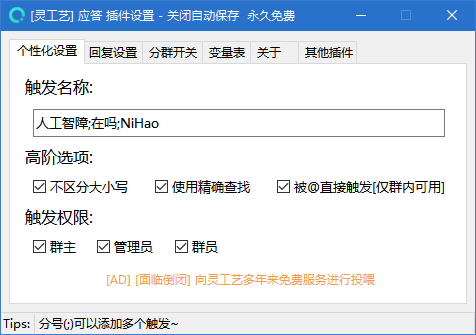 [灵工艺] 应答 插件设置 - 关闭自动保存 永久免费
个性化设置 回复设置 分群开关 变量表 关于 其他插件
触发名称:
人工智障;在吗;NiHao
高阶选项:
不区分大小写 使用精确查找 被@直接触发[仅群内可用]
触发权限:
群主 管理员 群员
[AD] [面临倒闭] 向灵工艺多年来免费服务进行投喂
Tips: 分号(;)可以添加多个触发~